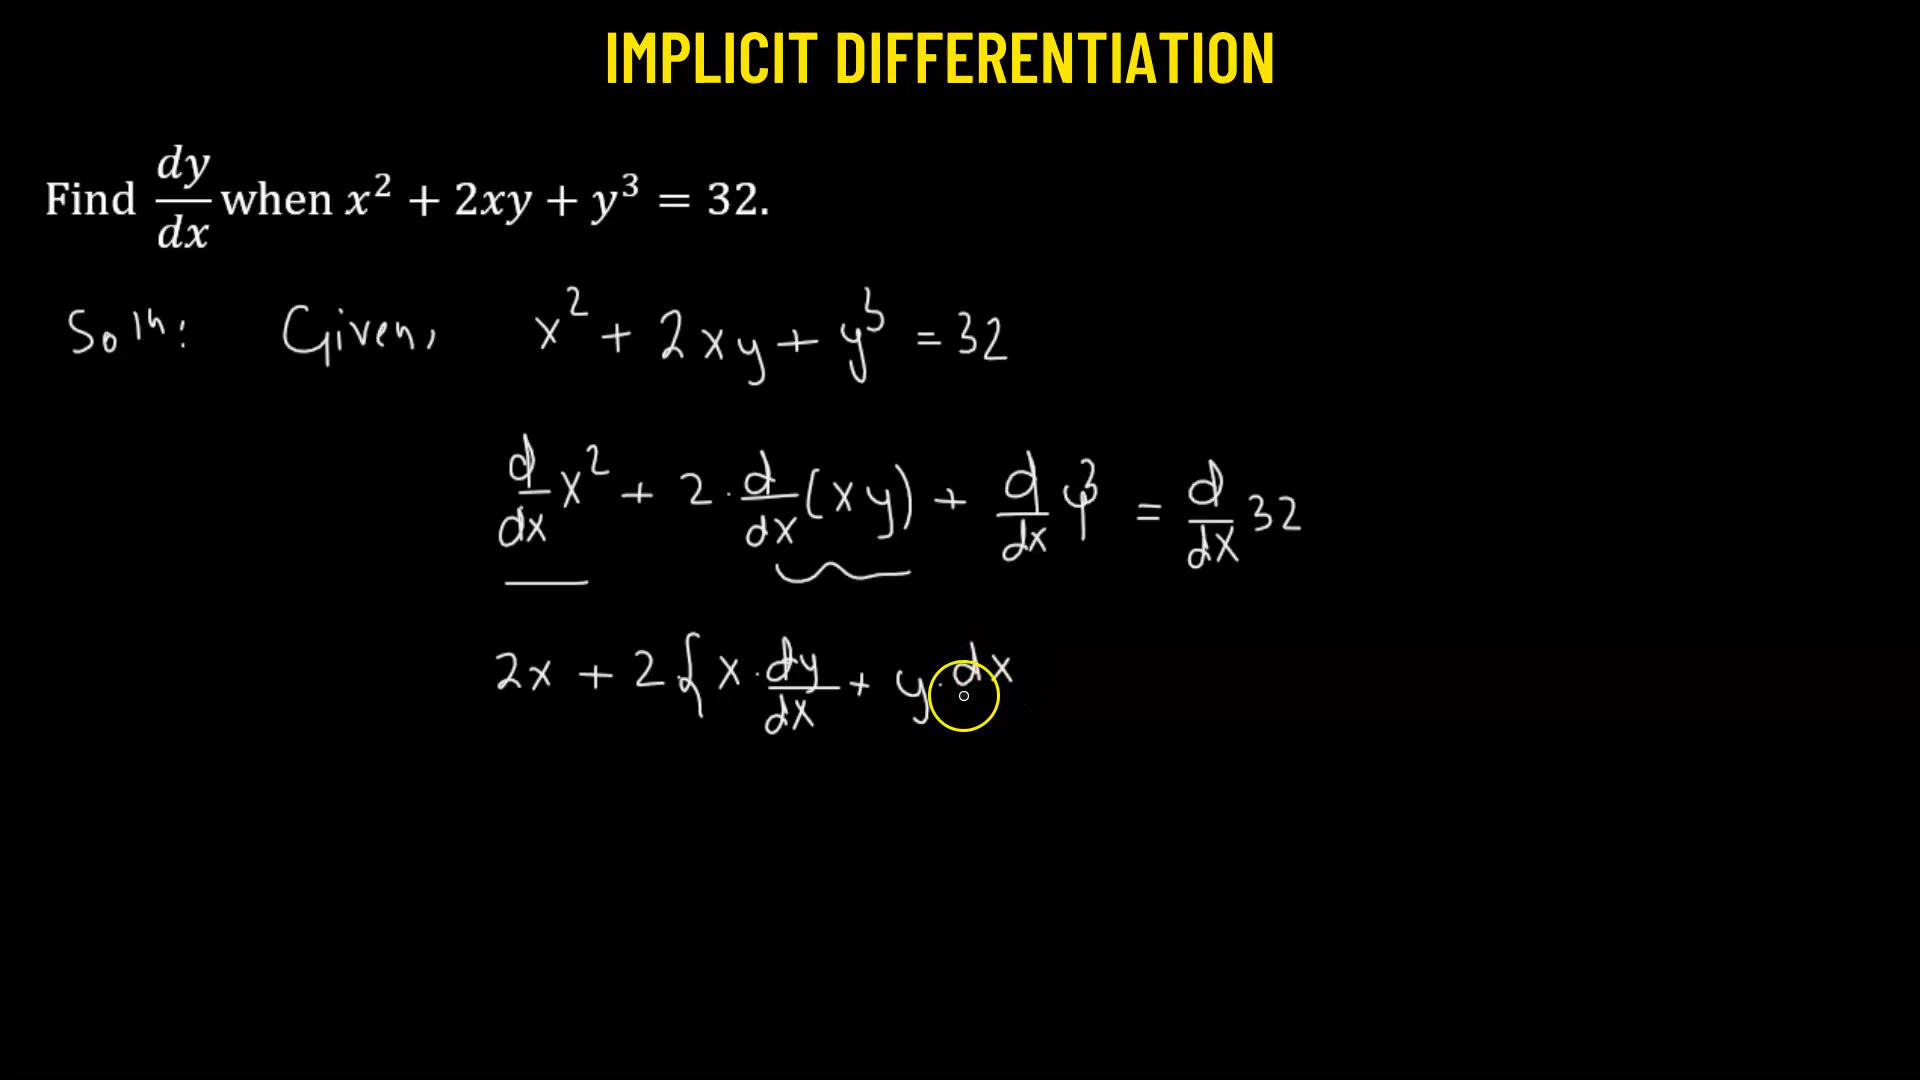 IMPLICIT DIFFERENTIATION
Find dy/dx when x² + 2xy + y³ = 32.
Soln: Given, x² + 2xy + y³ = 32
d/dx x² + 2 · d/dx (xy) + d/dx y³ = d/dx 32
2x + 2 { x · dy/dx + y · dx